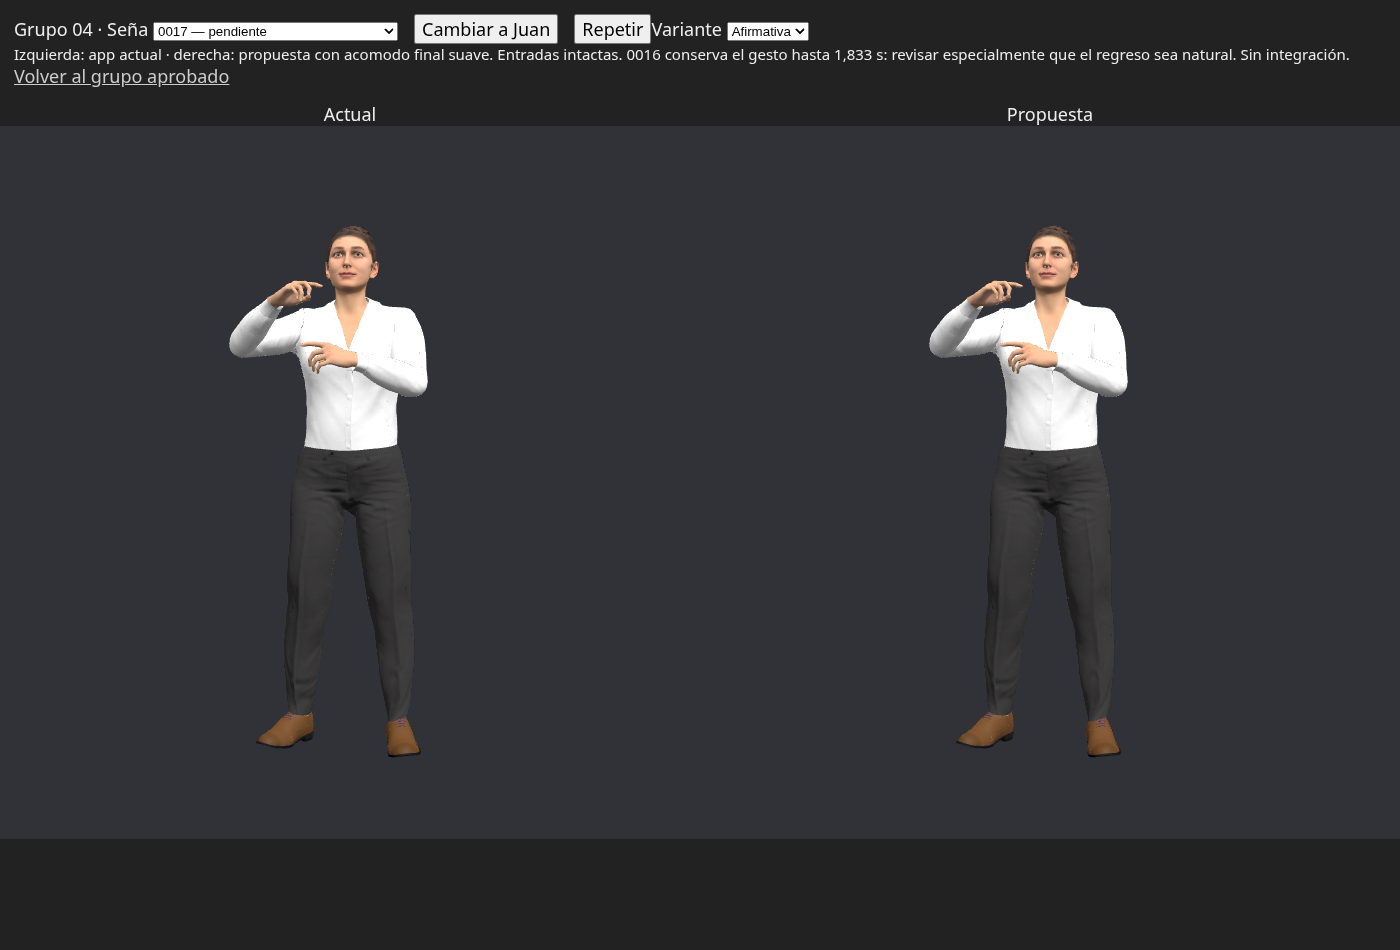 Grupo 04 · Seña 0017 — pendiente Cambiar a Juan Repetir Variante Afirmativa
Izquierda: app actual · derecha: propuesta con acomodo final suave. Entradas intactas. 0016 conserva el gesto hasta 1,833 s: revisar especialmente que el regreso sea natural. Sin integración.
Volver al grupo aprobado
Actual Propuesta